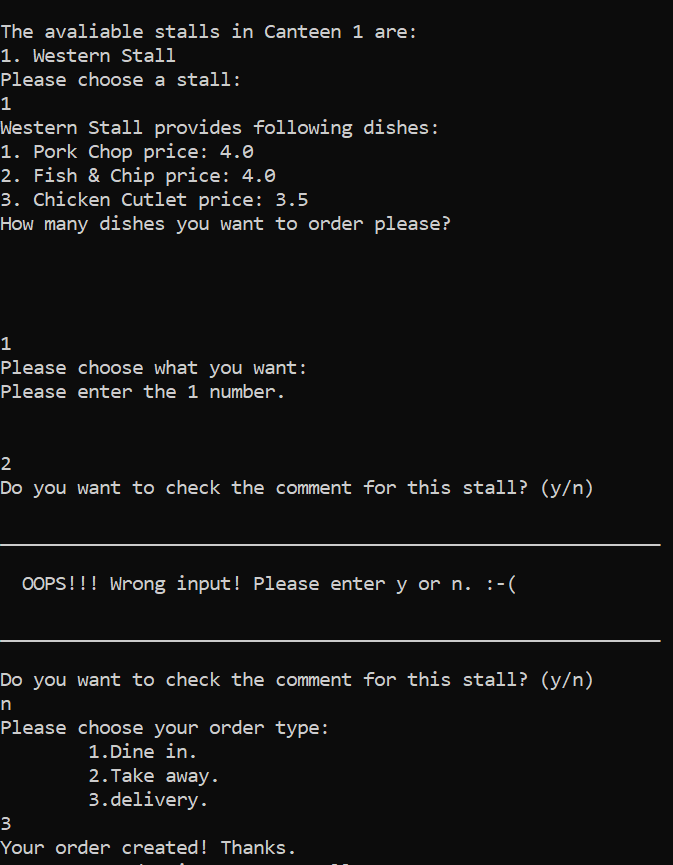 The avaliable stalls in Canteen 1 are:
1. Western Stall
Please choose a stall:
1
Western Stall provides following dishes:
1. Pork Chop price: 4.0
2. Fish & Chip price: 4.0
3. Chicken Cutlet price: 3.5
How many dishes you want to order please?
1
Please choose what you want:
Please enter the 1 number.
2
Do you want to check the comment for this stall? (y/n)
OOPS!!! Wrong input! Please enter y or n. :-(
Do you want to check the comment for this stall? (y/n)
n
Please choose your order type:
1.Dine in.
2.Take away.
3.delivery.
3
Your order created! Thanks.